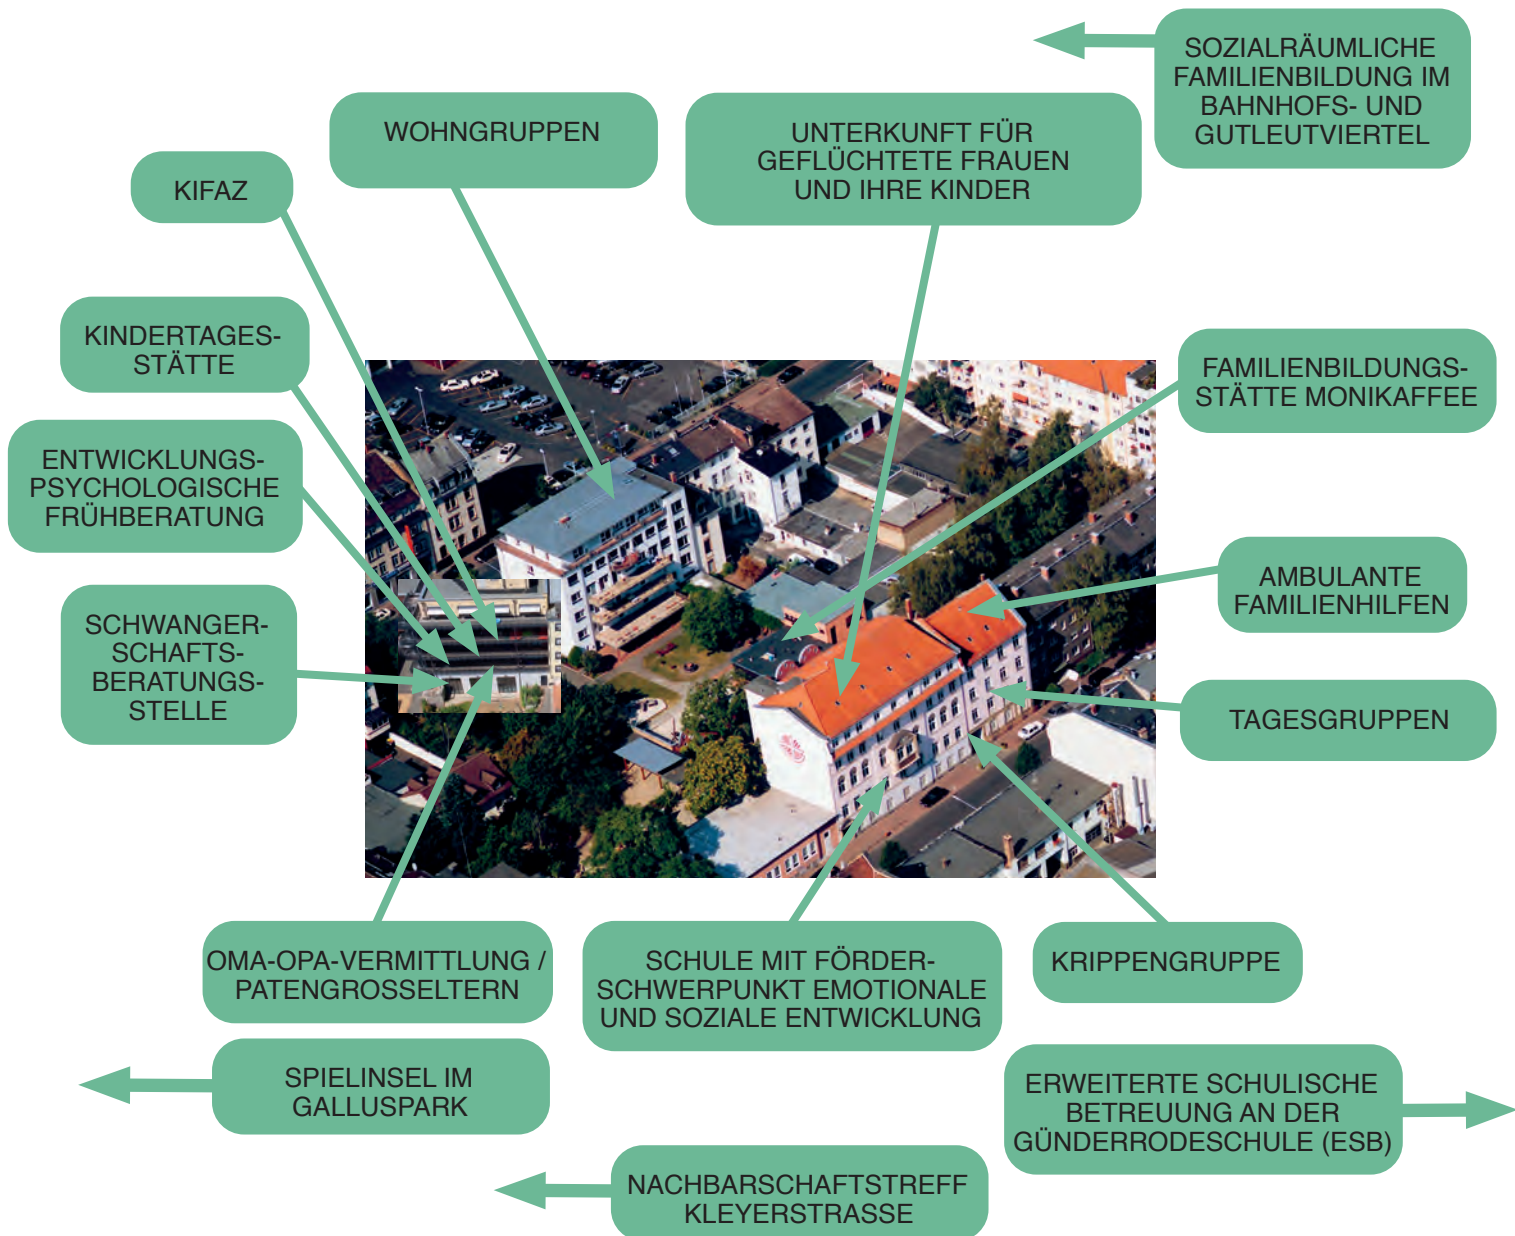 SOZIALRÄUMLICHE
FAMILIENBILDUNG IM
BAHNHOFS- UND
GUTLEUTVIERTEL
WOHNGRUPPEN
UNTERKUNFT FÜR
GEFLÜCHTETE FRAUEN
UND IHRE KINDER
KIFAZ
KINDERTAGES-
STÄTTE
FAMILIENBILDUNGS-
STÄTTE MONIKAFFEE
ENTWICKLUNGS-
PSYCHOLOGISCHE
FRÜHBERATUNG
AMBULANTE
FAMILIENHILFEN
SCHWANGER-
SCHAFTS-
BERATUNGS-
STELLE
TAGESGRUPPEN
OMA-OPA-VERMITTLUNG /
PATENGROSSELTERN
SCHULE MIT FÖRDER-
SCHWERPUNKT EMOTIONALE
UND SOZIALE ENTWICKLUNG
KRIPPENGRUPPE
SPIELINSEL IM
GALLUSPARK
ERWEITERTE SCHULISCHE
BETREUUNG AN DER
GÜNDERRODESCHULE (ESB)
NACHBARSCHAFTSTREFF
KLEYERSTRASSE